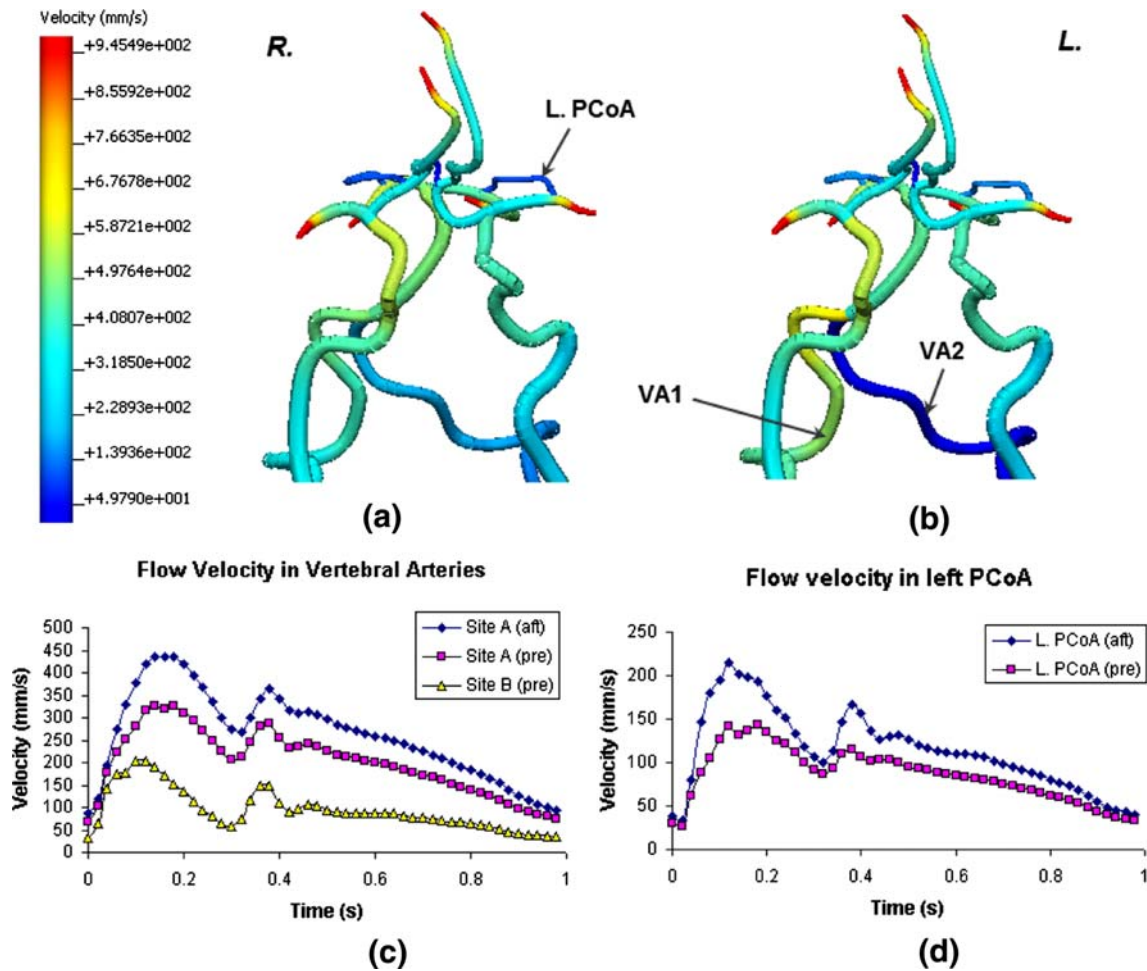 Velocity (mm/s)
+9.4549e+002
+8.5592e+002
+7.6635e+002
+6.7678e+002
+5.8721e+002
+4.9764e+002
+4.0807e+002
+3.1850e+002
+2.2893e+002
+1.3936e+002
+4.9790e+001
R.
L. PCoA
(a)
L.
VA1
VA2
(b)
Flow Velocity in Vertebral Arteries
Velocity (mm/s)
500
450
400
350
300
250
200
150
100
50
0
0
0.2
0.4
0.6
0.8
1
Time (s)
Site A (aft)
Site A (pre)
Site B (pre)
(c)
Flow velocity in left PCoA
Velocity (mm/s)
250
200
150
100
50
0
0
0.2
0.4
0.6
0.8
1
Time (s)
L. PCoA (aft)
L. PCoA (pre)
(d)